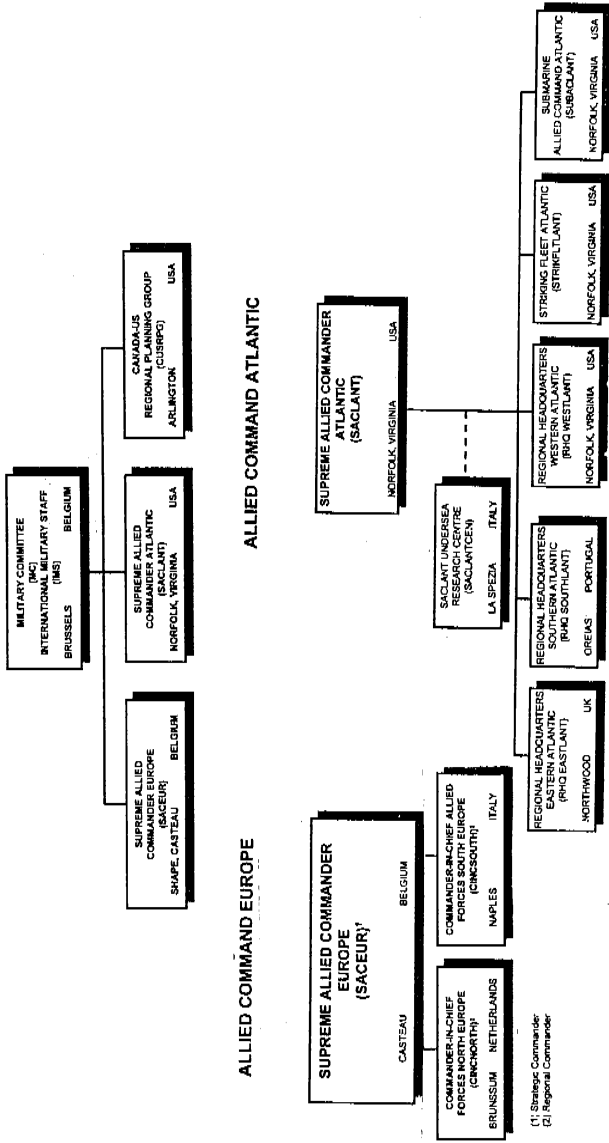 MILITARY COMMITTEE
(MC)
INTERNATIONAL MILITARY STAFF
(IMS)
BRUSSELS BELGIUM
SUPREME ALLIED
COMMANDER EUROPE
(SACEUR)
SHAPE, CASTEAU BELGIUM
SUPREME ALLIED
COMMANDER ATLANTIC
(SACLANT)
NORFOLK, VIRGINIA USA
CANADA-US
REGIONAL PLANNING GROUP
(CUSRPG)
ARLINGTON USA
ALLIED COMMAND EUROPE
SUPREME ALLIED COMMANDER
EUROPE
(SACEUR)¹
CASTEAU BELGIUM
COMMANDER-IN-CHIEF
FORCES NORTH EUROPE
(CINCNORTH)²
BRUNSSUM NETHERLANDS
COMMANDER-IN-CHIEF ALLIED
FORCES SOUTH EUROPE
(CINCSOUTH)²
NAPLES ITALY
(1) Strategic Commander
(2) Regional Commander
ALLIED COMMAND ATLANTIC
SUPREME ALLIED COMMANDER
ATLANTIC
(SACLANT)
NORFOLK, VIRGINIA USA
SACLANT UNDERSEA
RESEARCH CENTRE
(SACLANTCEN)
LA SPEZIA ITALY
REGIONAL HEADQUARTERS
EASTERN ATLANTIC
(RHQ EASTLANT)
NORTHWOOD UK
REGIONAL HEADQUARTERS
SOUTHERN ATLANTIC
(RHQ SOUTHLANT)
OREIAS PORTUGAL
REGIONAL HEADQUARTERS
WESTERN ATLANTIC
(RHQ WESTLANT)
NORFOLK, VIRGINIA USA
STRIKING FLEET ATLANTIC
(STRIKFLTLANT)
NORFOLK, VIRGINIA USA
SUBMARINE
ALLIED COMMAND ATLANTIC
(SUBACLANT)
NORFOLK, VIRGINIA USA